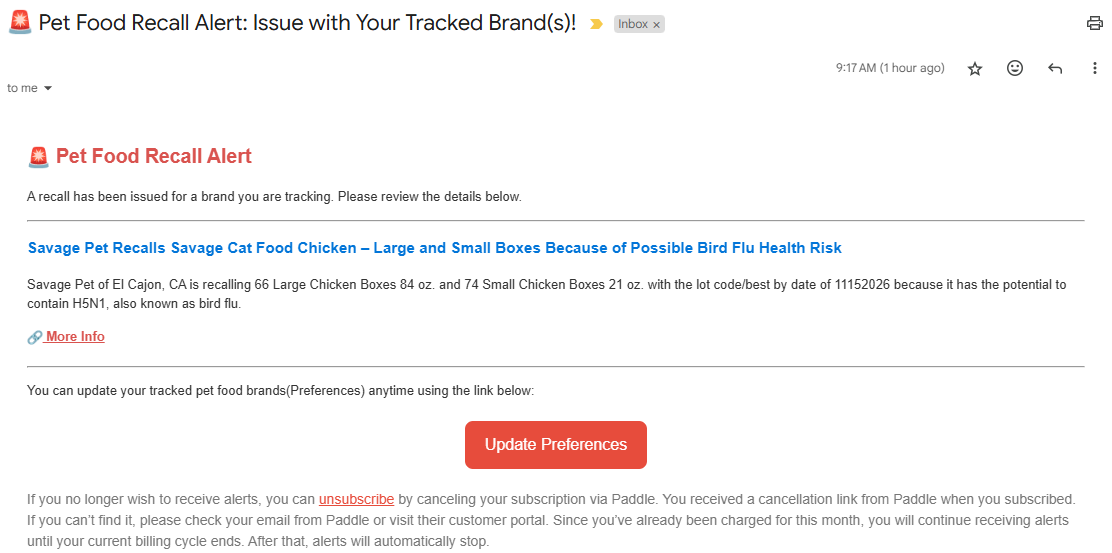 🚨 Pet Food Recall Alert: Issue with Your Tracked Brand(s)! Inbox ×
9:17 AM (1 hour ago)
to me
🚨 Pet Food Recall Alert
A recall has been issued for a brand you are tracking. Please review the details below.
Savage Pet Recalls Savage Cat Food Chicken – Large and Small Boxes Because of Possible Bird Flu Health Risk
Savage Pet of El Cajon, CA is recalling 66 Large Chicken Boxes 84 oz. and 74 Small Chicken Boxes 21 oz. with the lot code/best by date of 11152026 because it has the potential to
contain H5N1, also known as bird flu.
🔗 More Info
You can update your tracked pet food brands(Preferences) anytime using the link below:
Update Preferences
If you no longer wish to receive alerts, you can unsubscribe by canceling your subscription via Paddle. You received a cancellation link from Paddle when you subscribed.
If you can’t find it, please check your email from Paddle or visit their customer portal. Since you’ve already been charged for this month, you will continue receiving alerts
until your current billing cycle ends. After that, alerts will automatically stop.